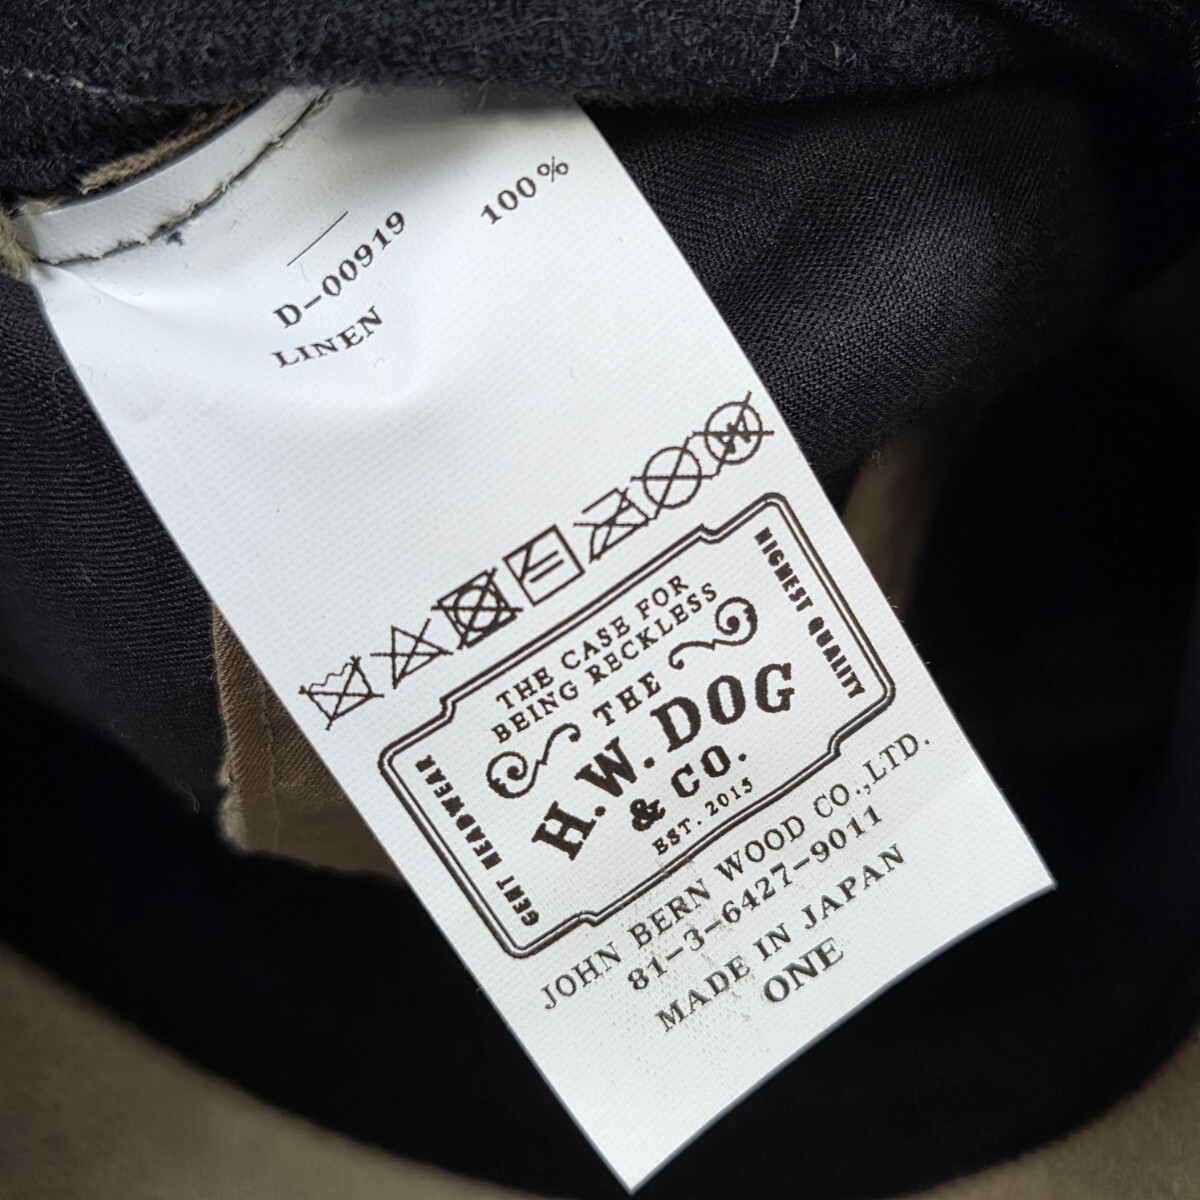 D-00919
LINEN 100%
THE CASE FOR
BEING RECKLESS
THE
H.W. DOG
& CO.
EST. 2015
GENT HEADWEAR
HIGHEST QUALITY
JOHN BERN WOOD CO.,LTD.
81-3-6427-9011
MADE IN JAPAN
ONE